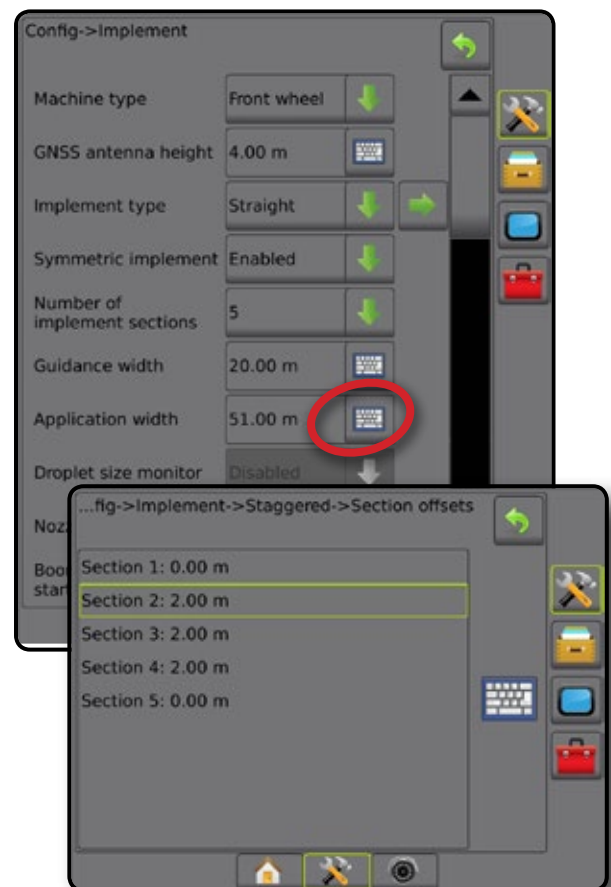 Config->Implement
Machine type Front wheel
GNSS antenna height 4.00 m
Implement type Straight
Symmetric implement Enabled
Number of
implement sections 5
Guidance width 20.00 m
Application width 51.00 m
Droplet size monitor Disabled
Noz
Boo
star
...fig->Implement->Staggered->Section offsets
Section 1: 0.00 m
Section 2: 2.00 m
Section 3: 2.00 m
Section 4: 2.00 m
Section 5: 0.00 m